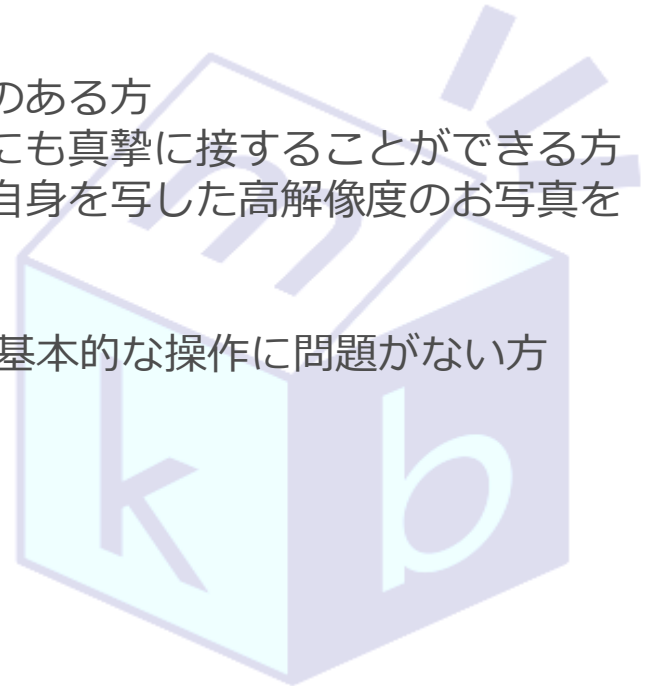 のある方
にも真摯に接することができる方
自身を写した高解像度のお写真を
基本的な操作に問題がない方
m
k b